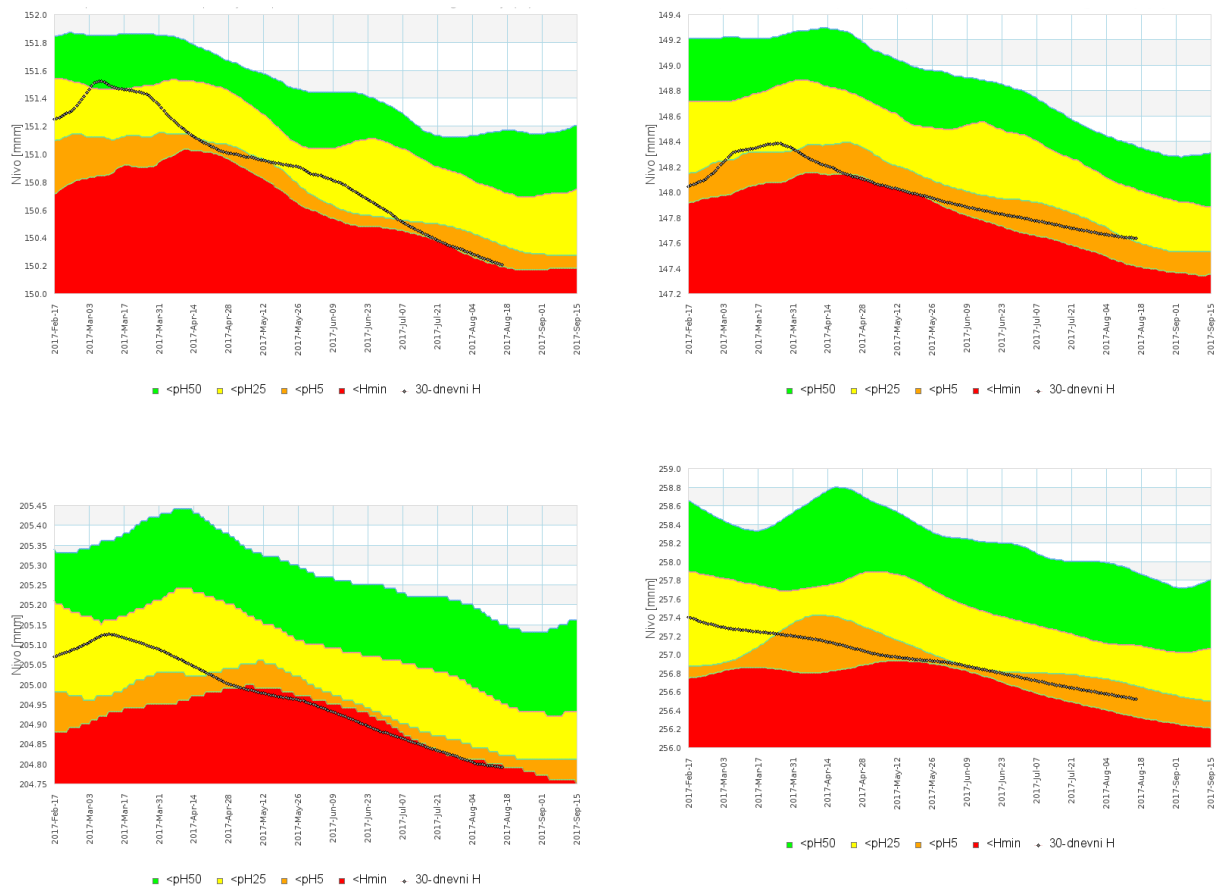 152.0
151.8
151.6
151.4
151.2
151.0
150.8
150.6
150.4
150.2
150.0
Nivo [mnm]
2017-Feb-17
2017-Mar-03
2017-Mar-17
2017-Mar-31
2017-Apr-14
2017-Apr-28
2017-May-12
2017-May-26
2017-Jun-09
2017-Jun-23
2017-Jul-07
2017-Jul-21
2017-Aug-04
2017-Aug-18
2017-Sep-01
2017-Sep-15
<pH50 <pH25 <pH5 <Hmin 30-dnevni H
149.4
149.2
149.0
148.8
148.6
148.4
148.2
148.0
147.8
147.6
147.4
147.2
Nivo [mnm]
2017-Feb-17
2017-Mar-03
2017-Mar-17
2017-Mar-31
2017-Apr-14
2017-Apr-28
2017-May-12
2017-May-26
2017-Jun-09
2017-Jun-23
2017-Jul-07
2017-Jul-21
2017-Aug-04
2017-Aug-18
2017-Sep-01
2017-Sep-15
<pH50 <pH25 <pH5 <Hmin 30-dnevni H
205.45
205.40
205.35
205.30
205.25
205.20
205.15
205.10
205.05
205.00
204.95
204.90
204.85
204.80
204.75
Nivo [mnm]
2017-Feb-17
2017-Mar-03
2017-Mar-17
2017-Mar-31
2017-Apr-14
2017-Apr-28
2017-May-12
2017-May-26
2017-Jun-09
2017-Jun-23
2017-Jul-07
2017-Jul-21
2017-Aug-04
2017-Aug-18
2017-Sep-01
2017-Sep-15
<pH50 <pH25 <pH5 <Hmin 30-dnevni H
259.0
258.8
258.6
258.4
258.2
258.0
257.8
257.6
257.4
257.2
257.0
256.8
256.6
256.4
256.2
256.0
Nivo [mnm]
2017-Feb-17
2017-Mar-03
2017-Mar-17
2017-Mar-31
2017-Apr-14
2017-Apr-28
2017-May-12
2017-May-26
2017-Jun-09
2017-Jun-23
2017-Jul-07
2017-Jul-21
2017-Aug-04
2017-Aug-18
2017-Sep-01
2017-Sep-15
<pH50 <pH25 <pH5 <Hmin 30-dnevni H